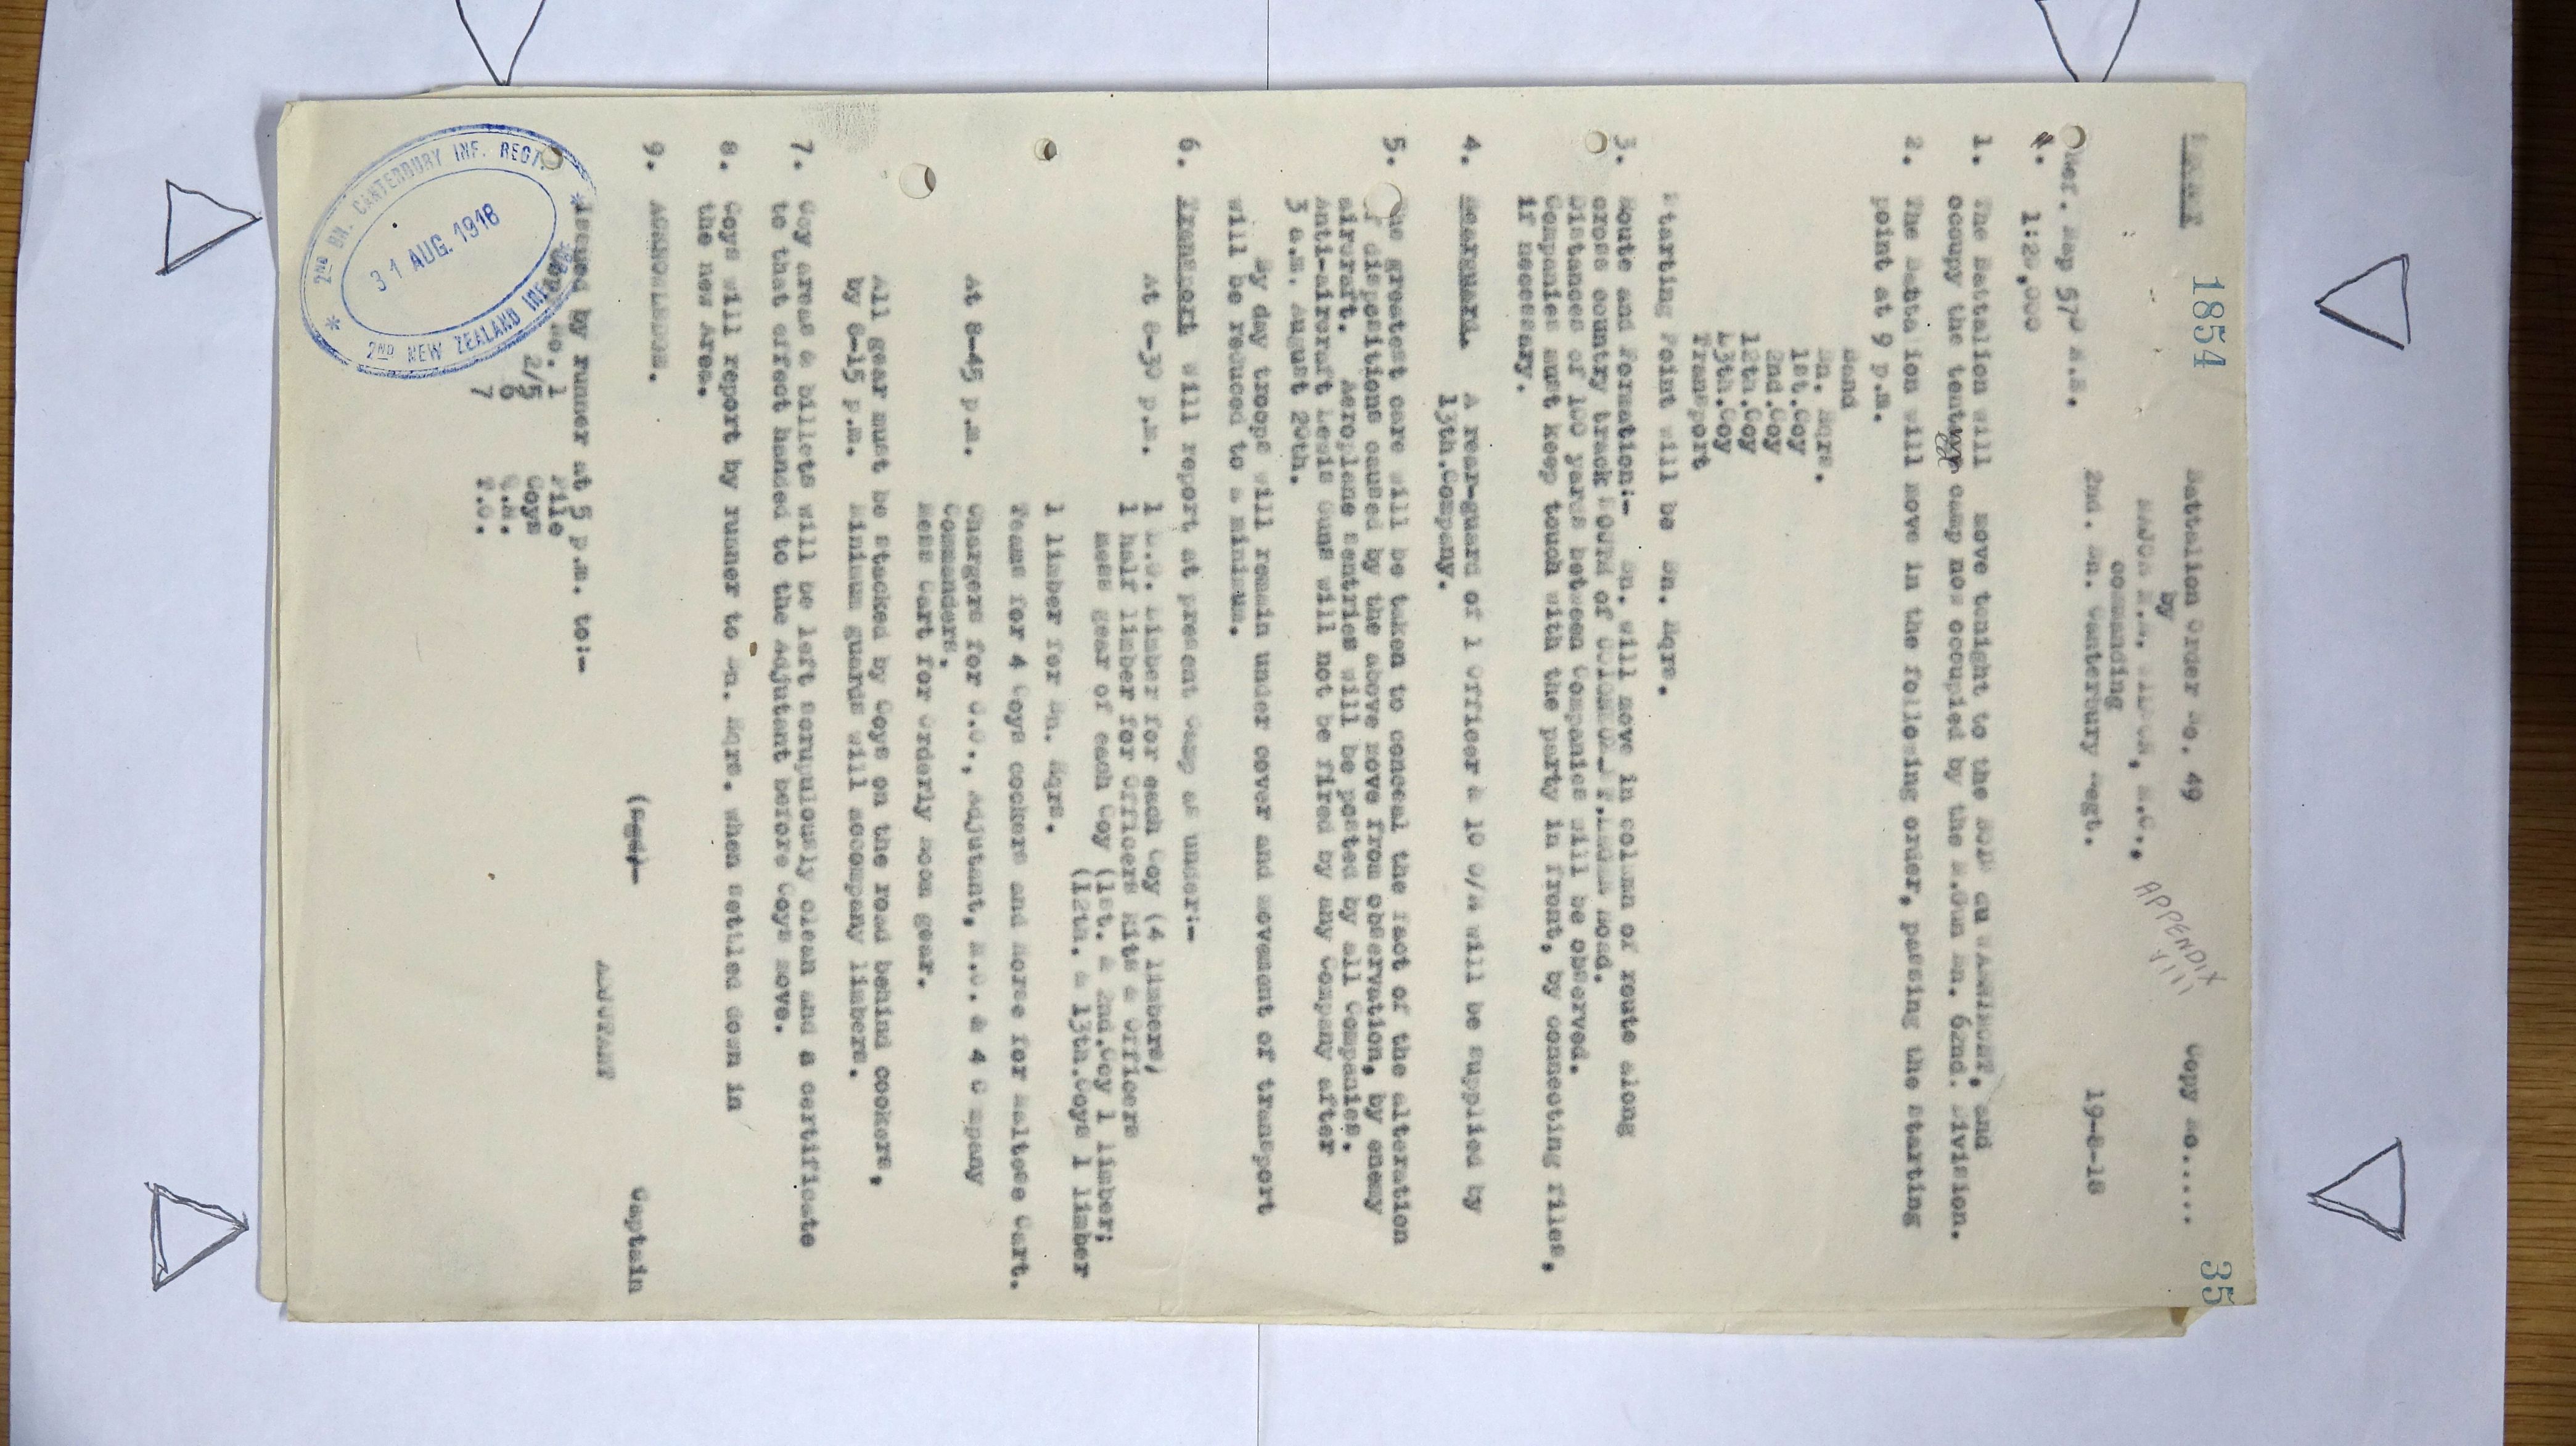 1854
35
Battalion Order No. 49
Copy No.....
by
MAJOR N.R. WILSON, M.C.,
commanding
2nd. Bn. Canterbury Regt.
APPENDIX
VIII
19-8-18
Ref. Map 57D N.E.
1:20,000
1. The Battalion will move tonight to the BOIS du WARNIMONT, and
occupy the camp now occupied by the M.Gun Bn. 62nd. Division.
2. The Battalion will move in the following order, passing the starting
point at 9 p.m.
Band
Bn. Hqrs.
1st.Coy
2nd.Coy
12th.Coy
13th.Coy
Transport
Starting Point will be Bn. Hqrs.
3. Route and Formation:- Bn. will move in column of route along
cross country track of Road.
Distances of 100 yards between Companies will be observed.
Companies must keep touch with the party in front, by connecting files,
if necessary.
4. Rearguard. A rear-guard of 1 Officer & 10 O/R will be supplied by
13th.Company.
5. The greatest care will be taken to conceal the fact of the alteration
of dispositions caused by the above move from observation, by enemy
aircraft. Aeroplane sentries will be posted by all Companies.
Anti-aircraft Lewis Guns will not be fired by any Company after
3 a.m. August 20th.
By day troops will remain under cover and movement of transport
will be reduced to a minimum.
6. Transport will report at present Camp as under:-
At 8-30 p.m. 1 L.G. Limber for each Coy (4 limbers)
1 half limber for Officers kits & Officers
mess gear of each Coy (1st. & 2nd.Coy 1 limber;
(12th. & 13th.Coys 1 limber
1 limber for Bn. Hqrs.
Teams for 4 Coys cookers and Horse for Maltese Cart.
At 8-45 p.m. Chargers for C.O., Adjutant, M.O. & 4 C mpany
Commanders.
Mess Cart for Orderly Room gear.
All gear must be stacked by Coys on the road behind cookers,
by 8-15 p.m. Minimum guards will accompany limbers.
7. Coy areas & billets will be left scrupulously clean and a certificate
to that effect handed to the Adjutant before Coys move.
8. Coys will report by runner to Bn. Hqrs. when settled down in
the new Area.
9. ACKNOWLEDGE.
(Sgd)-
Captain
ADJUTANT
Issued by runner at 5 p.m. to:-
Copy No. 1 File
2/5 Coys
6 Q.M.
7 T.O.
2ND BN. CANTERBURY INF. REGT.
31 AUG. 1918
2ND NEW ZEALAND INF. BDE